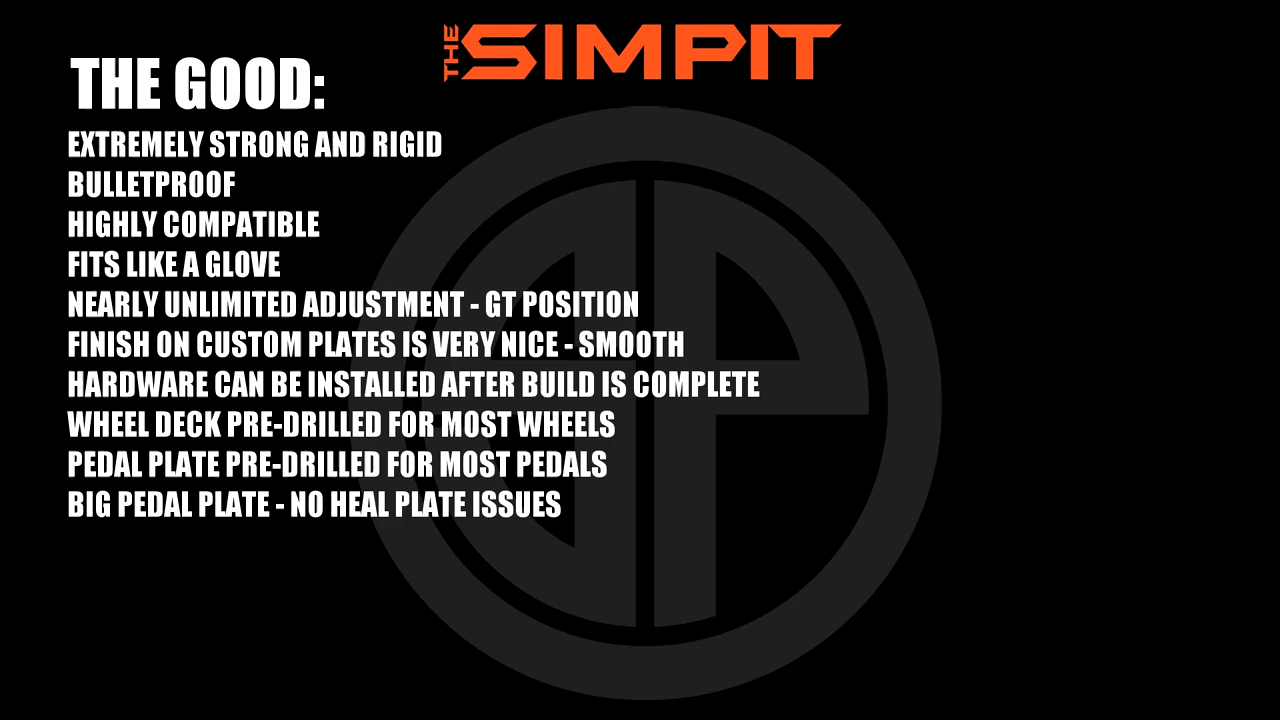 THE SIMPIT
THE GOOD:
EXTREMELY STRONG AND RIGID
BULLETPROOF
HIGHLY COMPATIBLE
FITS LIKE A GLOVE
NEARLY UNLIMITED ADJUSTMENT - GT POSITION
FINISH ON CUSTOM PLATES IS VERY NICE - SMOOTH
HARDWARE CAN BE INSTALLED AFTER BUILD IS COMPLETE
WHEEL DECK PRE-DRILLED FOR MOST WHEELS
PEDAL PLATE PRE-DRILLED FOR MOST PEDALS
BIG PEDAL PLATE - NO HEAL PLATE ISSUES